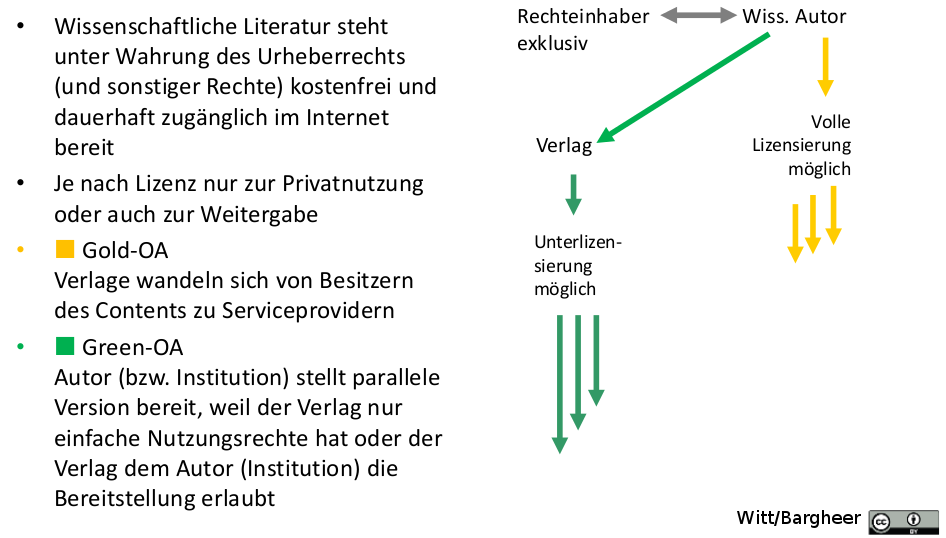 • Wissenschaftliche Literatur steht
unter Wahrung des Urheberrechts
(und sonstiger Rechte) kostenfrei und
dauerhaft zugänglich im Internet
bereit
• Je nach Lizenz nur zur Privatnutzung
oder auch zur Weitergabe
• Gold-OA
Verlage wandeln sich von Besitzern
des Contents zu Serviceprovidern
• Green-OA
Autor (bzw. Institution) stellt parallele
Version bereit, weil der Verlag nur
einfache Nutzungsrechte hat oder der
Verlag dem Autor (Institution) die
Bereitstellung erlaubt
Rechteinhaber
exklusiv
Wiss. Autor
Verlag
Volle
Lizensierung
möglich
Unterlizen-
sierung
möglich
Witt/Bargheer
cc
BY